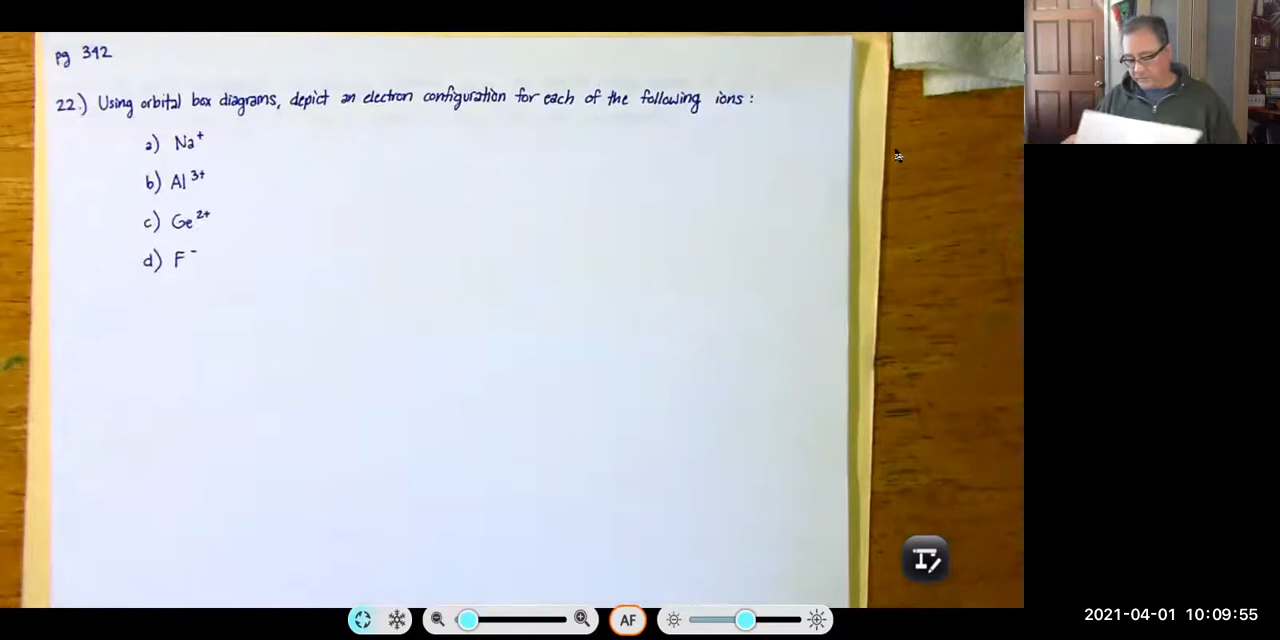 pg 342
22.) Using orbital box diagrams, depict an electron configuration for each of the following ions :
a) Na⁺
b) Al³⁺
c) Ge²⁺
d) F⁻
AF
2021-04-01 10:09:55